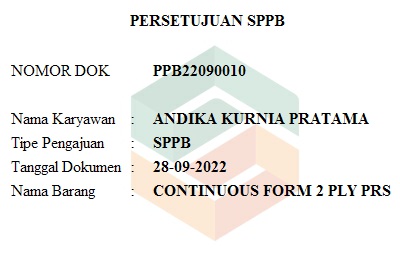 PERSETUJUAN SPPB
NOMOR DOK PPB22090010
Nama Karyawan : ANDIKA KURNIA PRATAMA
Tipe Pengajuan : SPPB
Tanggal Dokumen : 28-09-2022
Nama Barang : CONTINUOUS FORM 2 PLY PRS